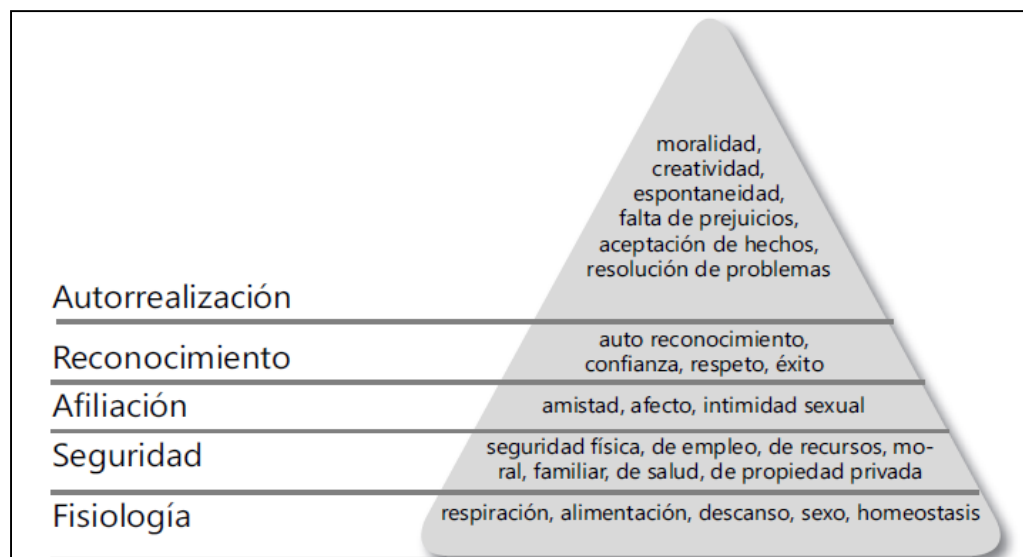 moralidad,
creatividad,
espontaneidad,
falta de prejuicios,
aceptación de hechos,
resolución de problemas
Autorrealización
auto reconocimiento,
confianza, respeto, éxito
Reconocimiento
Afiliación
amistad, afecto, intimidad sexual
Seguridad
seguridad física, de empleo, de recursos, mo-
ral, familiar, de salud, de propiedad privada
Fisiología
respiración, alimentación, descanso, sexo, homeostasis